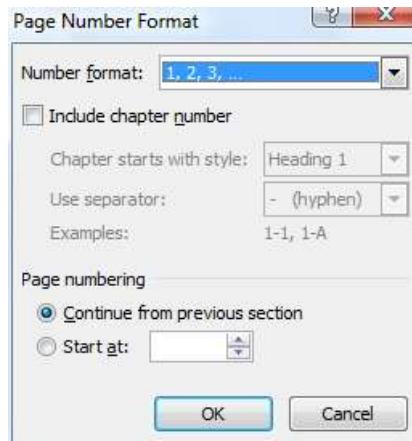 Page Number Format
Number format: 1, 2, 3, ...
Include chapter number
Chapter starts with style: Heading 1
Use separator: - (hyphen)
Examples: 1-1, 1-A
Page numbering
Continue from previous section
Start at:
OK Cancel